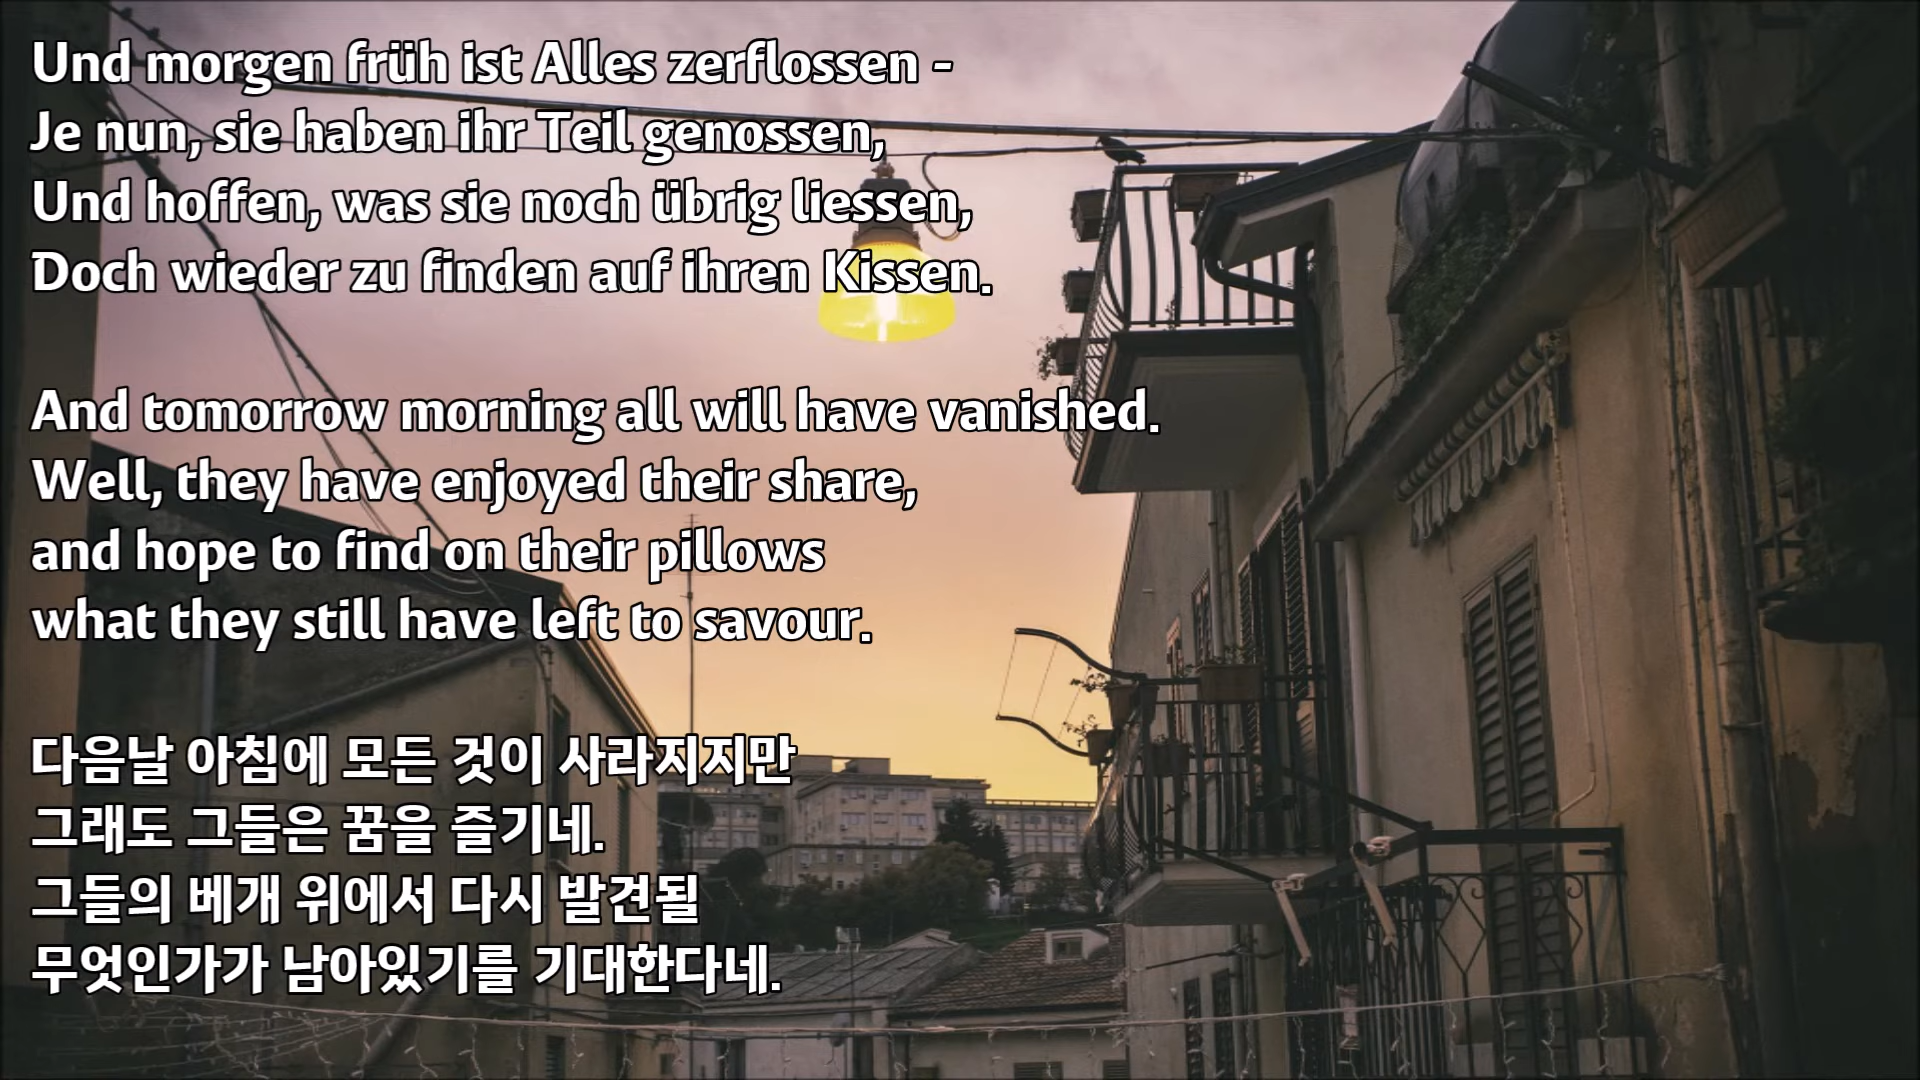 Und morgen früh ist Alles zerflossen -
Je nun, sie haben ihr Teil genossen,
Und hoffen, was sie noch übrig liessen,
Doch wieder zu finden auf ihren Kissen.
And tomorrow morning all will have vanished.
Well, they have enjoyed their share,
and hope to find on their pillows
what they still have left to savour.
다음날 아침에 모든 것이 사라지지만
그래도 그들은 꿈을 즐기네.
그들의 베개 위에서 다시 발견될
무엇인가가 남아있기를 기대한다네.